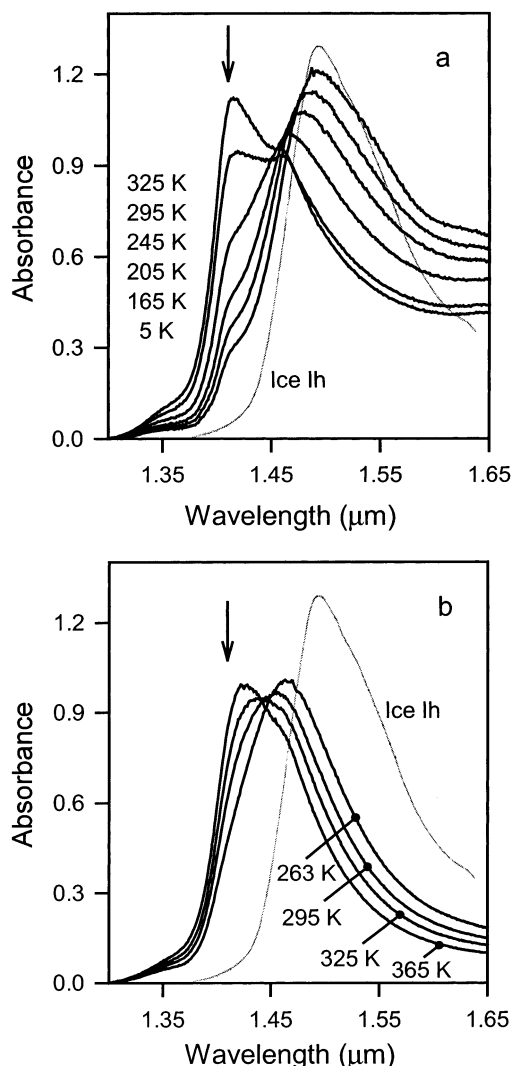 a
1.2
0.9
0.6
0.3
0.0
Absorbance
325 K
295 K
245 K
205 K
165 K
5 K
Ice Ih
1.35 1.45 1.55 1.65
Wavelength (μm)
b
1.2
0.9
0.6
0.3
0.0
Absorbance
Ice Ih
263 K
295 K
325 K
365 K
1.35 1.45 1.55 1.65
Wavelength (μm)